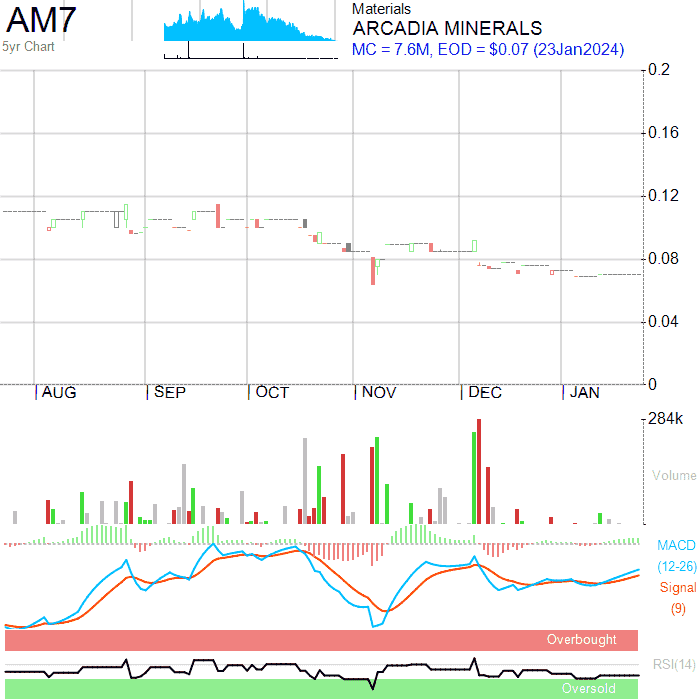 AM7
5yr Chart
Materials
ARCADIA MINERALS
MC = 7.6M, EOD = $0.07 (23Jan2024)
0.2
0.16
0.12
0.08
0.04
0
AUG SEP OCT NOV DEC JAN
284k
Volume
MACD
(12-26)
Signal
(9)
Overbought
RSI(14)
Oversold